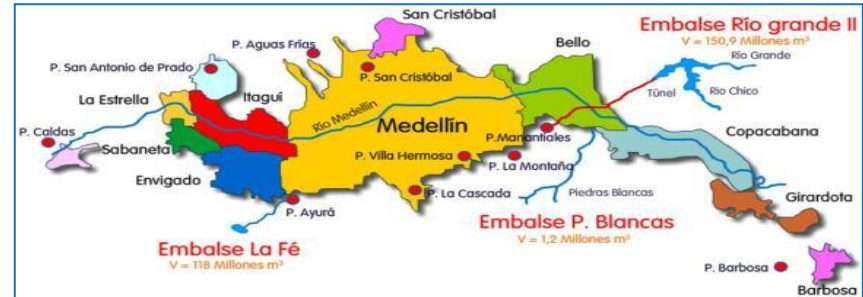 San Cristóbal
Embalse Río grande II
V = 150,9 Millones m³
P. Aguas Frías
Bello
Río Grande
P. San Antonio de Prado
P. San Cristóbal
Río Chico
Túnel
La Estrella
Itaguí
Río Medellín
Medellín
P. Caldas
P.Manantiales
Copacabana
Sabaneta
P. Villa Hermosa
P. La Montaña
Envigado
P. La Cascada
Piedras Blancas
Girardota
P. Ayurá
Embalse P. Blancas
V = 1,2 Millones m³
Embalse La Fé
V = 118 Millones m³
P. Barbosa
Barbosa